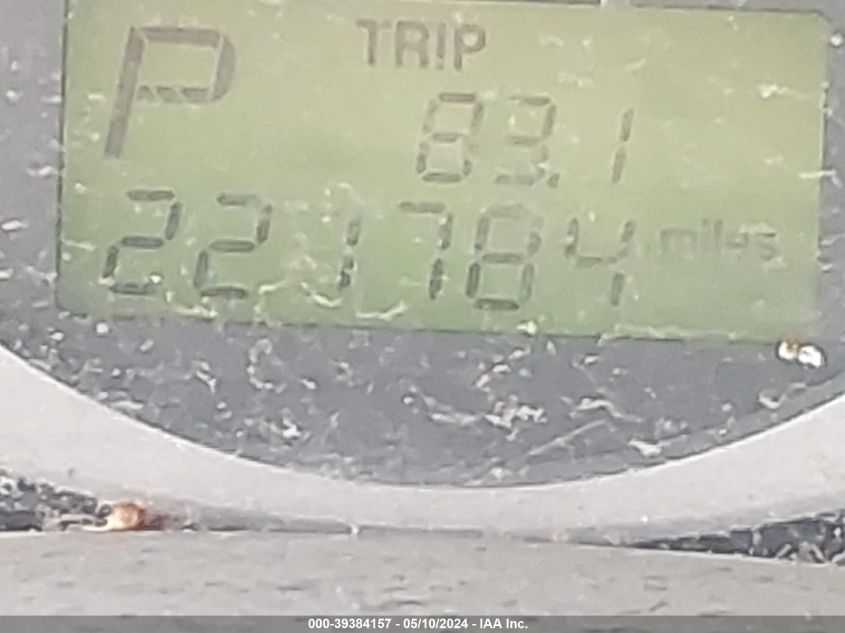 P TRIP
83.1
221784 miles
000-39384157 - 05/10/2024 - IAA Inc.